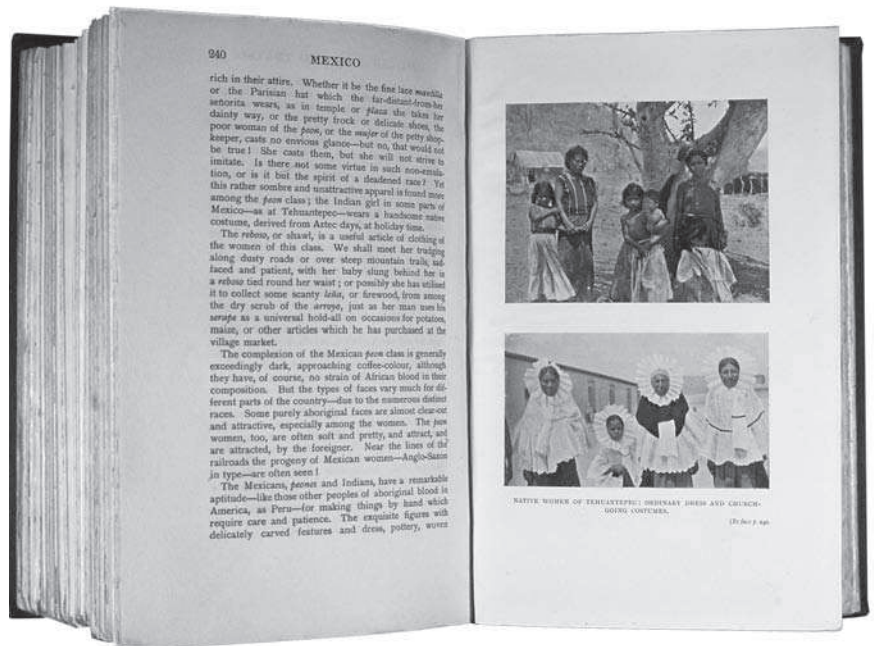 240
MEXICO
rich in their attire. Whether it be the fine lace mantilla
or the Parisian hat which the far-distant-from-her
señorita wears, as in temple or plaza she takes her
dainty way, or the pretty frock or delicate shoes, the
poor woman of the peon, or the mujer of the petty shop-
keeper, casts no envious glance—but no, that would not
be true! She casts them, but she will not strive to
imitate. Is there not some virtue in such non-emula-
tion, or is it but the spirit of a deadened race? Yet
this rather sombre and unattractive apparel is found more
among the peon class; the Indian girl in some parts of
Mexico—as at Tehuantepec—wears a handsome native
costume, derived from Aztec days, at holiday time.
The reboso, or shawl, is a useful article of clothing of
the women of this class. We shall meet her trudging
along dusty roads or over steep mountain trails, sad-
faced and patient, with her baby slung behind her in
a reboso tied round her waist; or possibly she has utilised
it to collect some scanty leña, or firewood, from among
the dry scrub of the arroyo, just as her man uses his
serape as a universal hold-all on occasions for potatoes,
maise, or other articles which he has purchased at the
village market.
The complexion of the Mexican peon class is generally
exceedingly dark, approaching coffee-colour, although
they have, of course, no strain of African blood in their
composition. But the types of faces vary much for dif-
ferent parts of the country—due to the numerous distinct
races. Some purely aboriginal faces are almost clear-cut
and attractive, especially among the women. The peon
women, too, are often soft and pretty, and attract, and
are attracted, by the foreigner. Near the lines of the
railroads the progeny of Mexican women—Anglo-Saxon
in type—are often seen!
The Mexicans, peones and Indians, have a remarkable
aptitude—like those other peoples of aboriginal blood in
America, as Peru—for making things by hand which
require care and patience. The exquisite figures with
delicately carved features and dress, pottery, woven
NATIVE WOMEN OF TEHUANTEPEC: ORDINARY DRESS AND CHURCH-
GOING COSTUMES.
[To face p. 240.